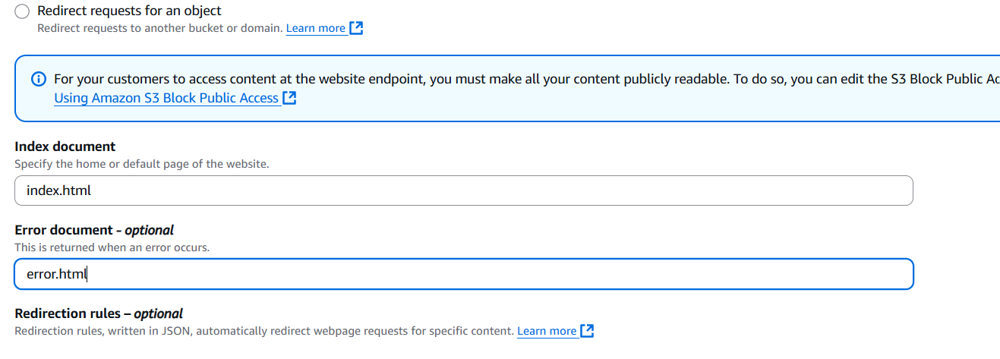 Redirect requests for an object
Redirect requests to another bucket or domain. Learn more
For your customers to access content at the website endpoint, you must make all your content publicly readable. To do so, you can edit the S3 Block Public
Using Amazon S3 Block Public Access
Index document
Specify the home or default page of the website.
index.html
Error document - optional
This is returned when an error occurs.
error.html
Redirection rules – optional
Redirection rules, written in JSON, automatically redirect webpage requests for specific content. Learn more